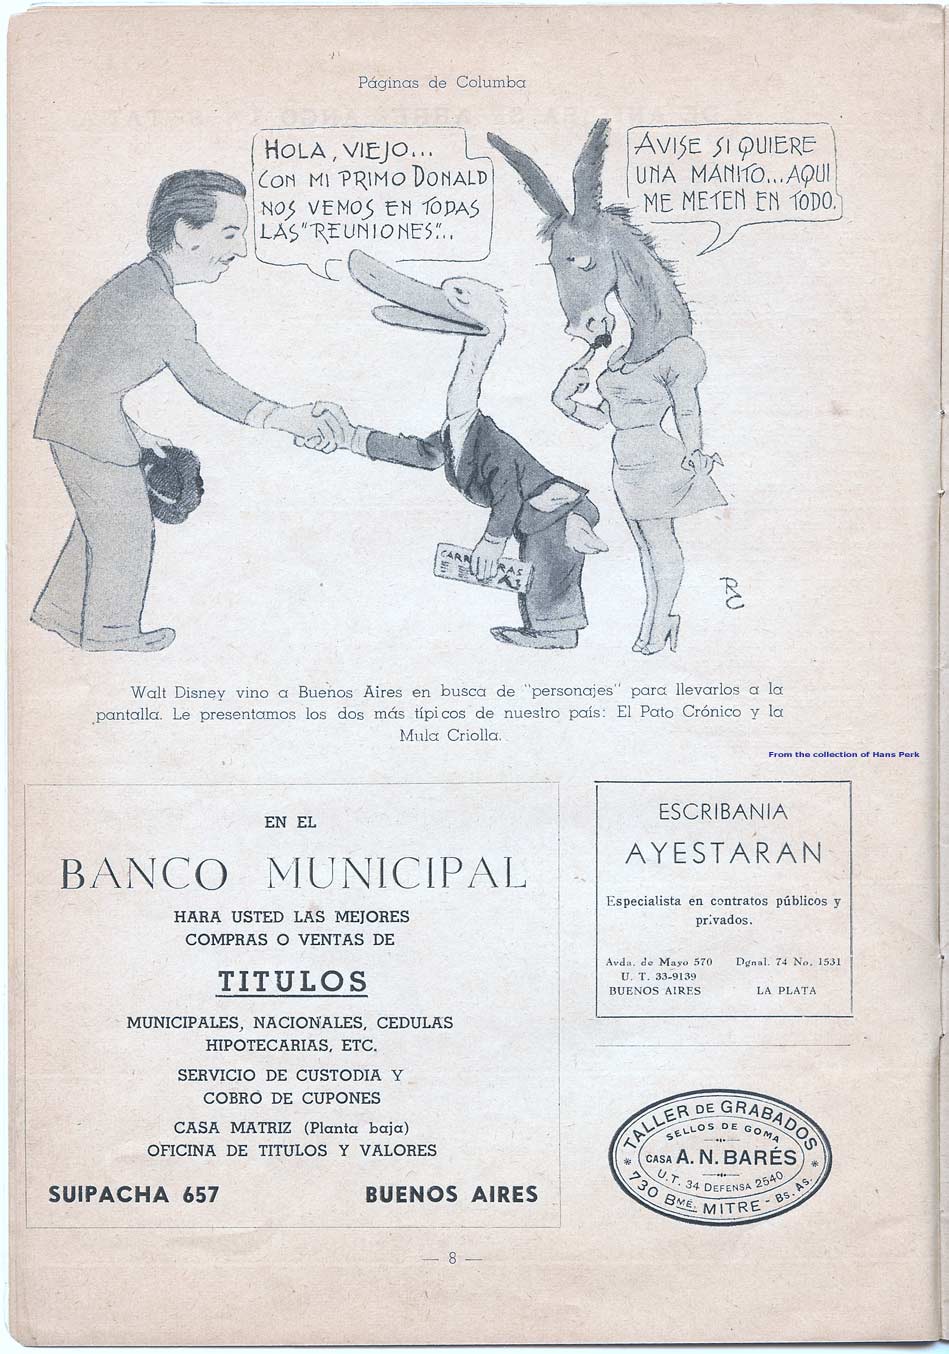 Páginas de Columba
HOLA, VIEJO...
CON MI PRIMO DONALD
NOS VEMOS EN TODAS
LAS "REUNIONES"...
AVISE SI QUIERE
UNA MANITO... AQUI
ME METEN EN TODO.
CARRERAS
RC
Walt Disney vino a Buenos Aires en busca de "personajes" para llevarlos a la
pantalla. Le presentamos los dos más típicos de nuestro país: El Pato Crónico y la
Mula Criolla.
From the collection of Hans Perk
EN EL
BANCO MUNICIPAL
HARA USTED LAS MEJORES
COMPRAS O VENTAS DE
TITULOS
MUNICIPALES, NACIONALES, CEDULAS
HIPOTECARIAS, ETC.
SERVICIO DE CUSTODIA Y
COBRO DE CUPONES
CASA MATRIZ (Planta baja)
OFICINA DE TITULOS Y VALORES
SUIPACHA 657 BUENOS AIRES
ESCRIBANIA
AYESTARAN
Especialista en contratos públicos y
privados.
Avda. de Mayo 570 Dgnal. 74 No. 1531
U. T. 33-9139
BUENOS AIRES LA PLATA
TALLER DE GRABADOS
SELLOS DE GOMA
CASA A. N. BARÉS
U.T. 34 DEFENSA 2540
730 BMÉ. MITRE - BS. AS.
— 8 —